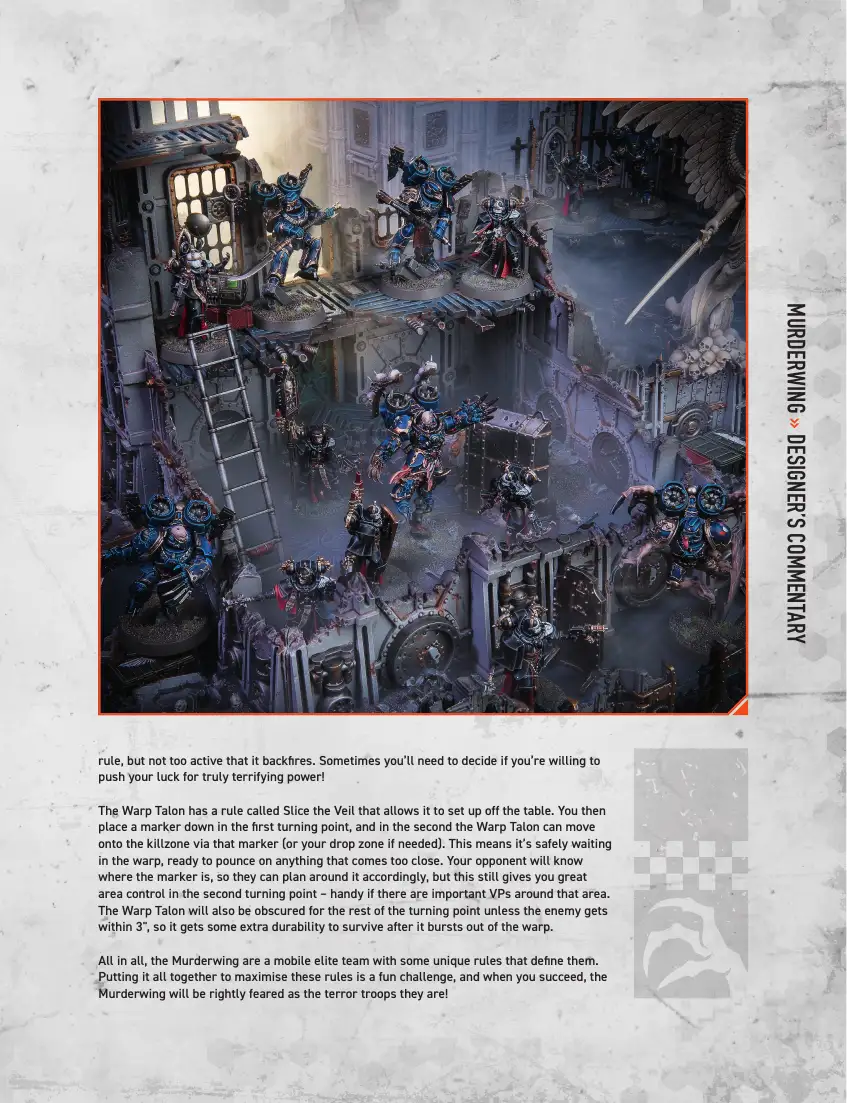 MURDERWING » DESIGNER'S COMMENTARY
rule, but not too active that it backfires. Sometimes you'll need to decide if you're willing to
push your luck for truly terrifying power!
The Warp Talon has a rule called Slice the Veil that allows it to set up off the table. You then
place a marker down in the first turning point, and in the second the Warp Talon can move
onto the killzone via that marker (or your drop zone if needed). This means it's safely waiting
in the warp, ready to pounce on anything that comes too close. Your opponent will know
where the marker is, so they can plan around it accordingly, but this still gives you great
area control in the second turning point – handy if there are important VPs around that area.
The Warp Talon will also be obscured for the rest of the turning point unless the enemy gets
within 3", so it gets some extra durability to survive after it bursts out of the warp.
All in all, the Murderwing are a mobile elite team with some unique rules that define them.
Putting it all together to maximise these rules is a fun challenge, and when you succeed, the
Murderwing will be rightly feared as the terror troops they are!